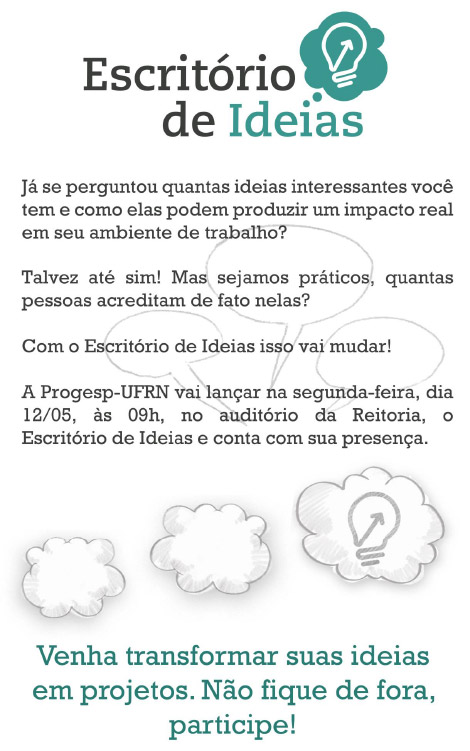 Escritório
de Ideias
Já se perguntou quantas ideias interessantes você
tem e como elas podem produzir um impacto real
em seu ambiente de trabalho?
Talvez até sim! Mas sejamos práticos, quantas
pessoas acreditam de fato nelas?
Com o Escritório de Ideias isso vai mudar!
A Progesp-UFRN vai lançar na segunda-feira, dia
12/05, às 09h, no auditório da Reitoria, o
Escritório de Ideias e conta com sua presença.
Venha transformar suas ideias
em projetos. Não fique de fora,
participe!